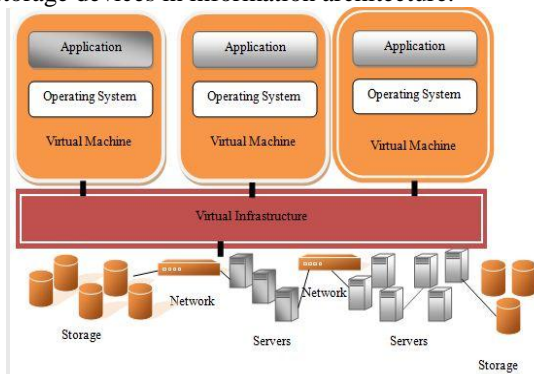 storage devices in information architecture.
Application
Application
Application
Operating System
Operating System
Operating System
Virtual Machine
Virtual Machine
Virtual Machine
Virtual Infrastructure
Network
Network
Storage
Servers
Servers
Storage